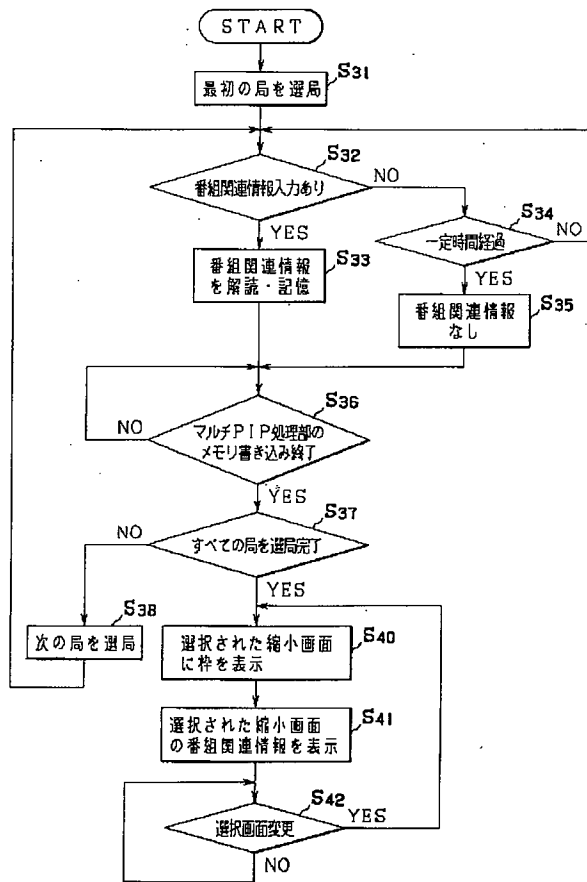 START
S31
最初の局を選局
S32
番組関連情報入力あり
NO
YES
S34
一定時間経過
NO
YES
S33
番組関連情報
を解読・記憶
S35
番組関連情報
なし
S36
NO
マルチPIP処理部の
メモリ書き込み終了
YES
S37
NO
すべての局を選局完了
YES
S38
次の局を選局
S40
選択された縮小画面
に枠を表示
S41
選択された縮小画面
の番組関連情報を表示
S42
選択画面変更
YES
NO